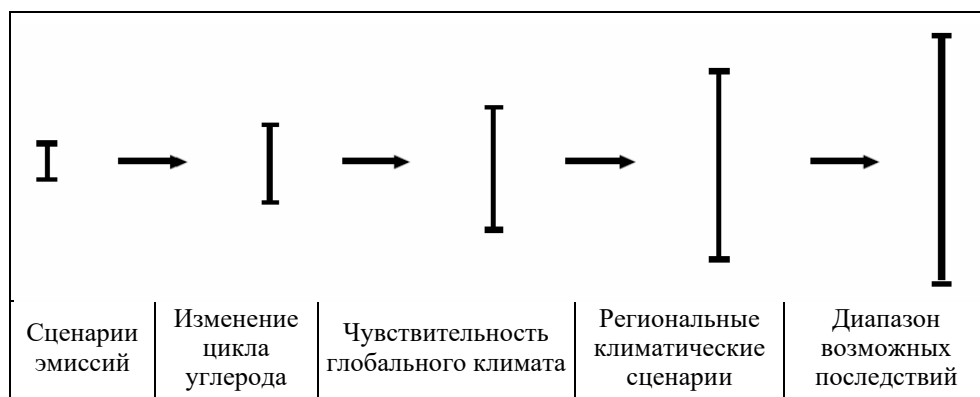 Сценарии
эмиссий
Изменение
цикла
углерода
Чувствительность
глобального климата
Региональные
климатические
сценарии
Диапазон
возможных
последствий